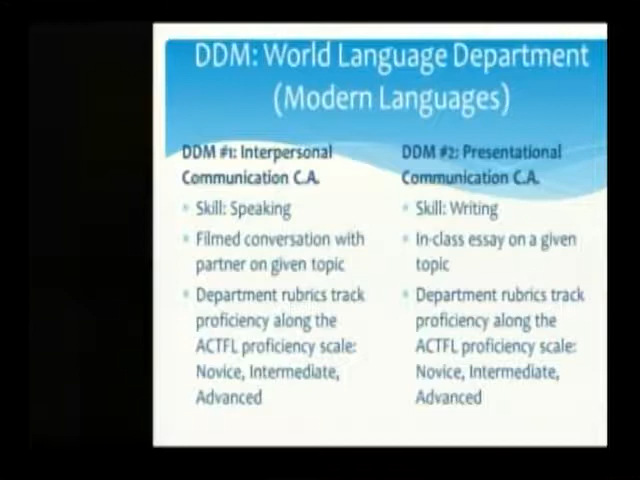 DDM: World Language Department
(Modern Languages)
DDM #1: Interpersonal
Communication C.A.
Skill: Speaking
Filmed conversation with
partner on given topic
Department rubrics track
proficiency along the
ACTFL proficiency scale:
Novice, Intermediate,
Advanced
DDM #2: Presentational
Communication C.A.
Skill: Writing
In-class essay on a given
topic
Department rubrics track
proficiency along the
ACTFL proficiency scale:
Novice, Intermediate,
Advanced